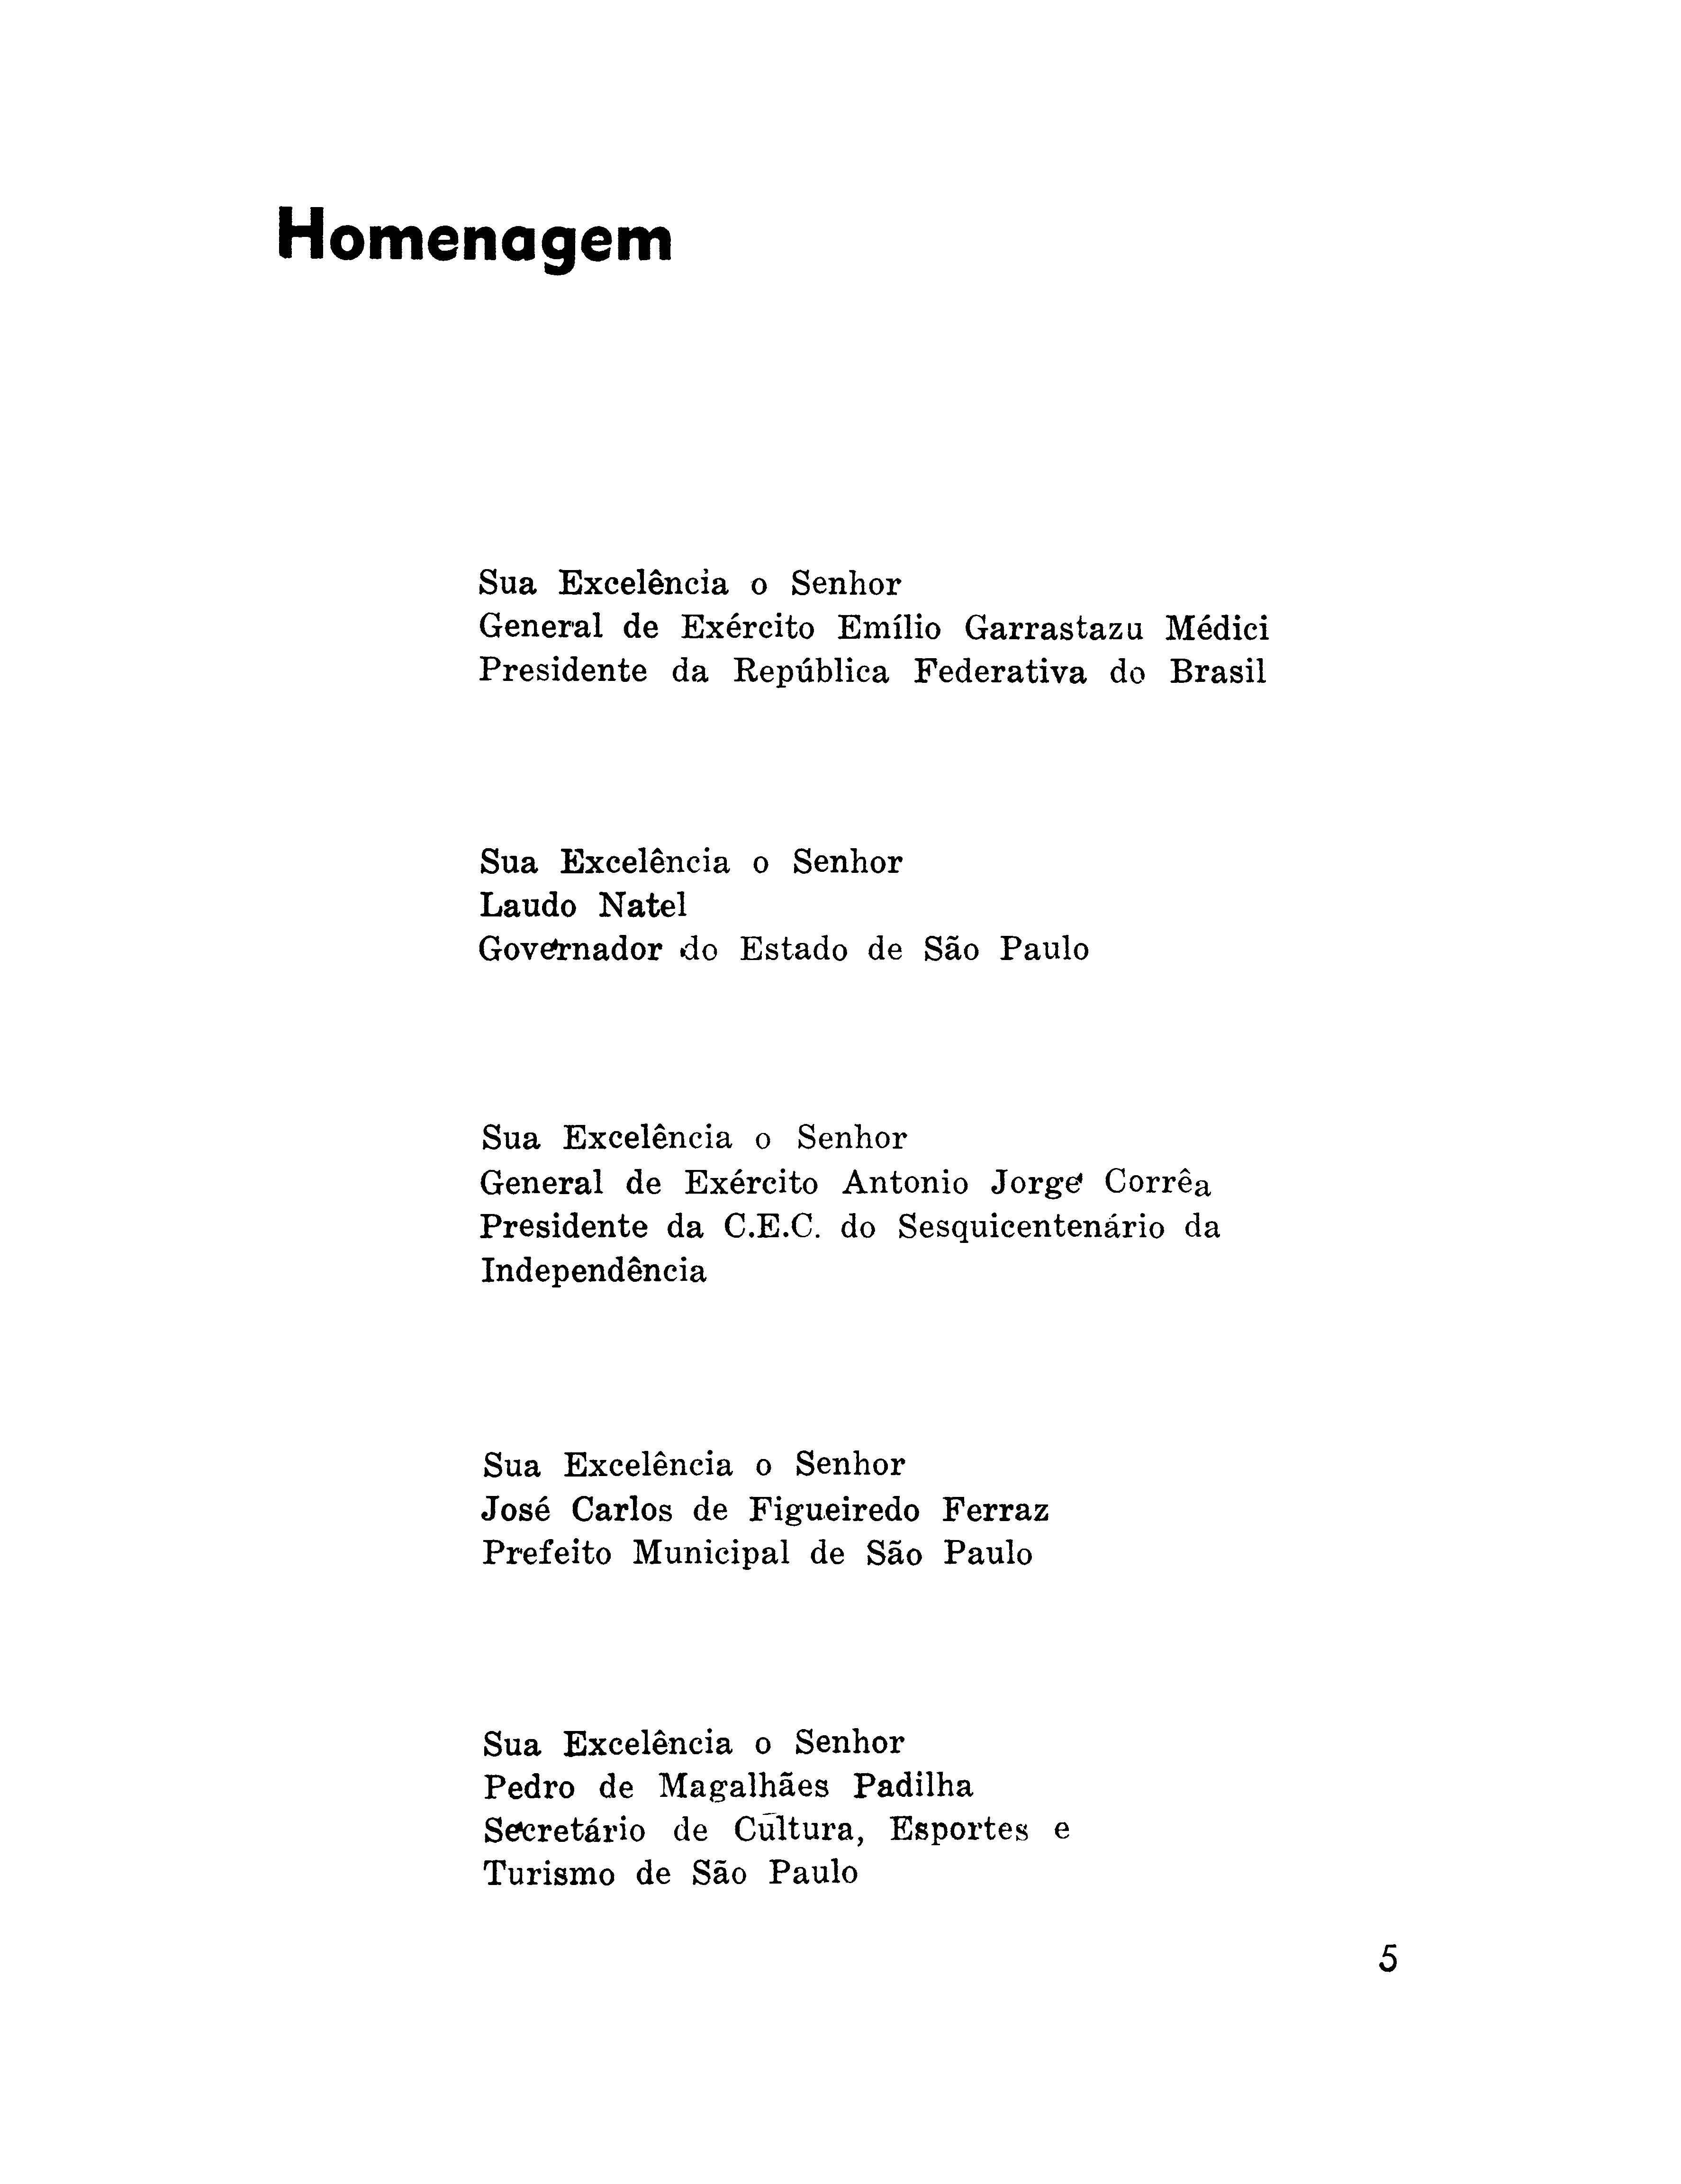 Homenagem
Sua Excelência o Senhor
General de Exército Emílio Garrastazu Médici
Presidente da República Federativa do Brasil
Sua Excelência o Senhor
Laudo Natel
Governador do Estado de São Paulo
Sua Excelência o Senhor
General de Exército Antonio Jorge Corrêa
Presidente da C.E.C. do Sesquicentenário da
Independência
Sua Excelência o Senhor
José Carlos de Figueiredo Ferraz
Prefeito Municipal de São Paulo
Sua Excelência o Senhor
Pedro de Magalhães Padilha
Secretário de Cultura, Esportes e
Turismo de São Paulo
5